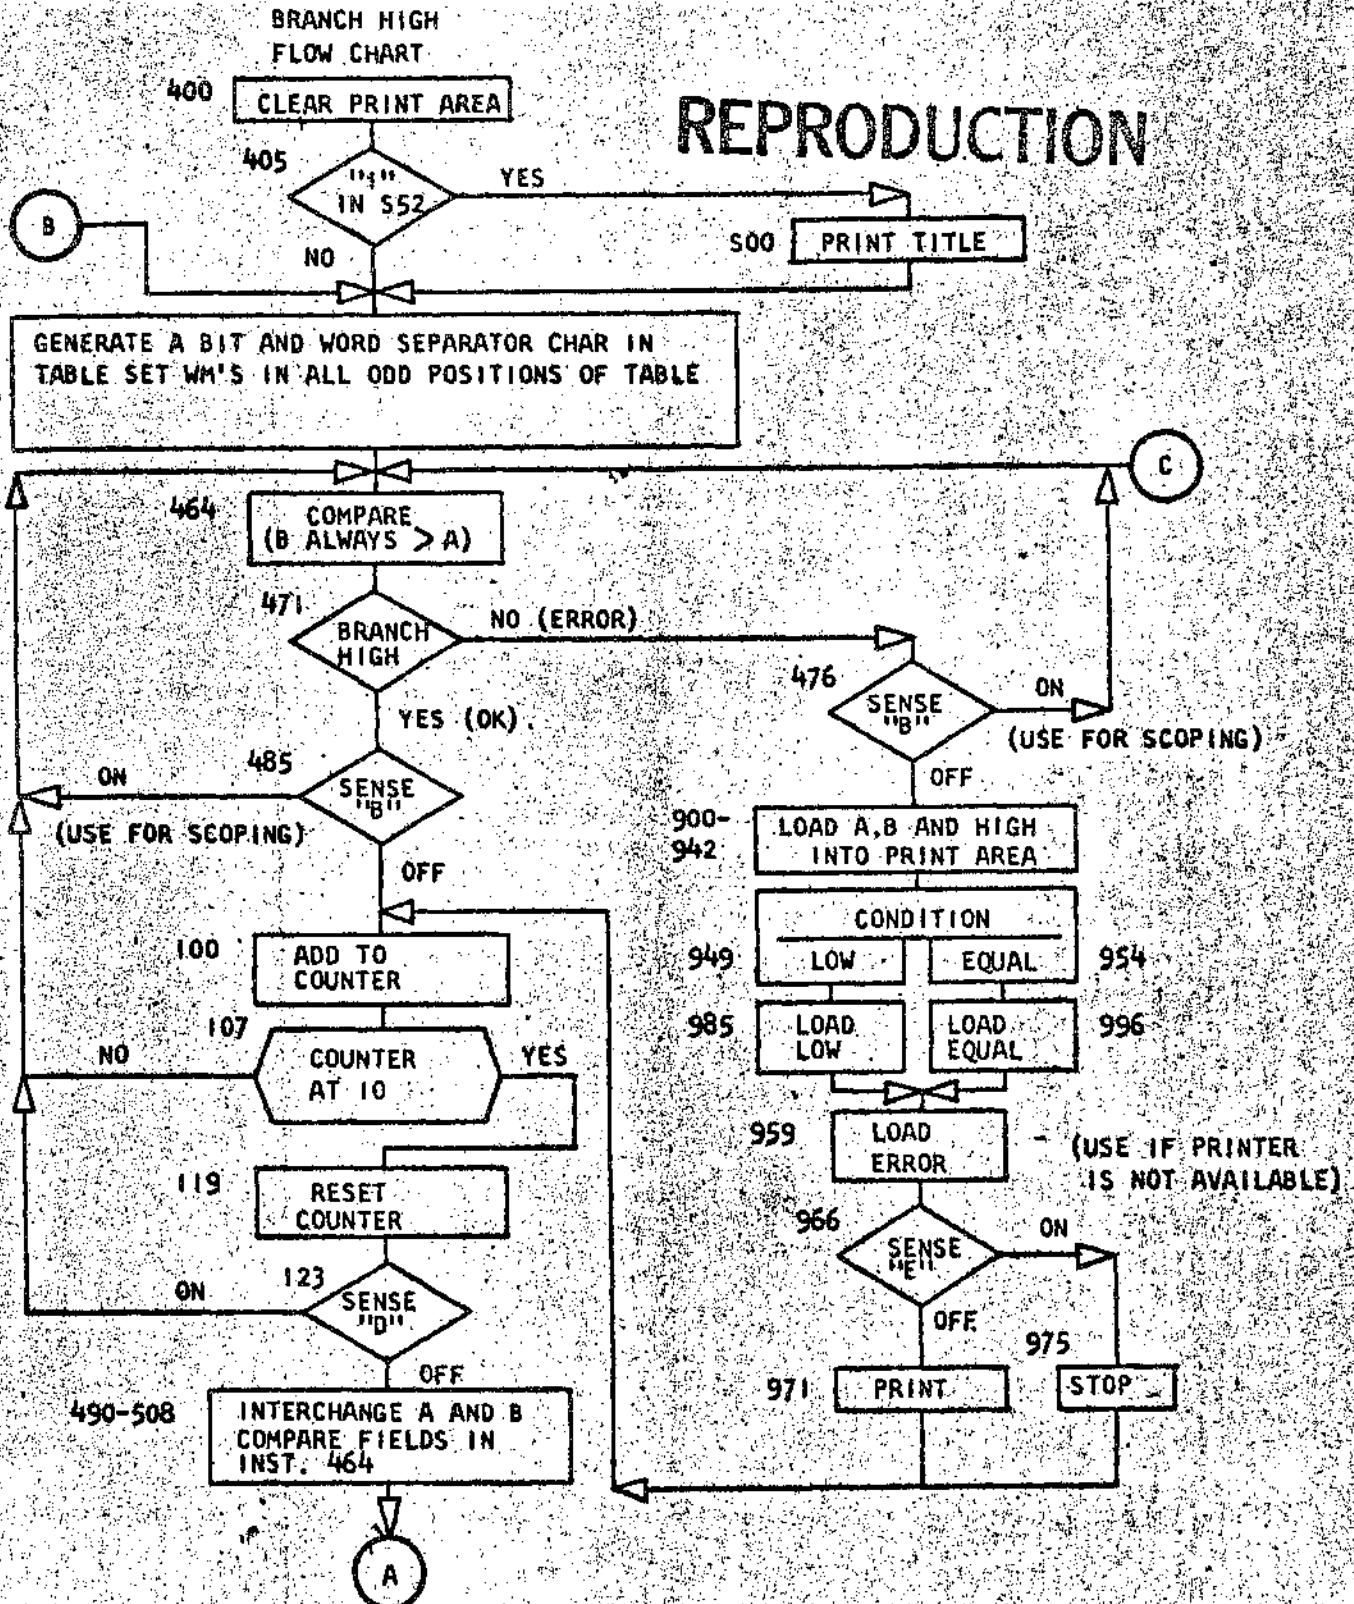 BRANCH HIGH
FLOW CHART
400
CLEAR PRINT AREA
REPRODUCTION
405
"1"
IN S52
YES
B
S00
PRINT TITLE
NO
GENERATE A BIT AND WORD SEPARATOR CHAR IN
TABLE SET WM'S IN ALL ODD POSITIONS OF TABLE
C
464
COMPARE
(B ALWAYS > A)
471
BRANCH
HIGH
NO (ERROR)
476
SENSE
"B"
ON
(USE FOR SCOPING)
YES (OK).
485
SENSE
"B"
ON
(USE FOR SCOPING)
OFF
OFF
900-
942
LOAD A,B AND HIGH
INTO PRINT AREA
CONDITION
949
LOW
EQUAL
954
100
ADD TO
COUNTER
985
LOAD
LOW
LOAD
EQUAL
996
107
COUNTER
AT 10
NO
YES
959
LOAD
ERROR
(USE IF PRINTER
IS NOT AVAILABLE)
119
RESET
COUNTER
966
SENSE
"E"
ON
123
SENSE
"D"
ON
OFF
OFF
975
971
PRINT
STOP
490-508
INTERCHANGE A AND B
COMPARE FIELDS IN
INST. 464
A